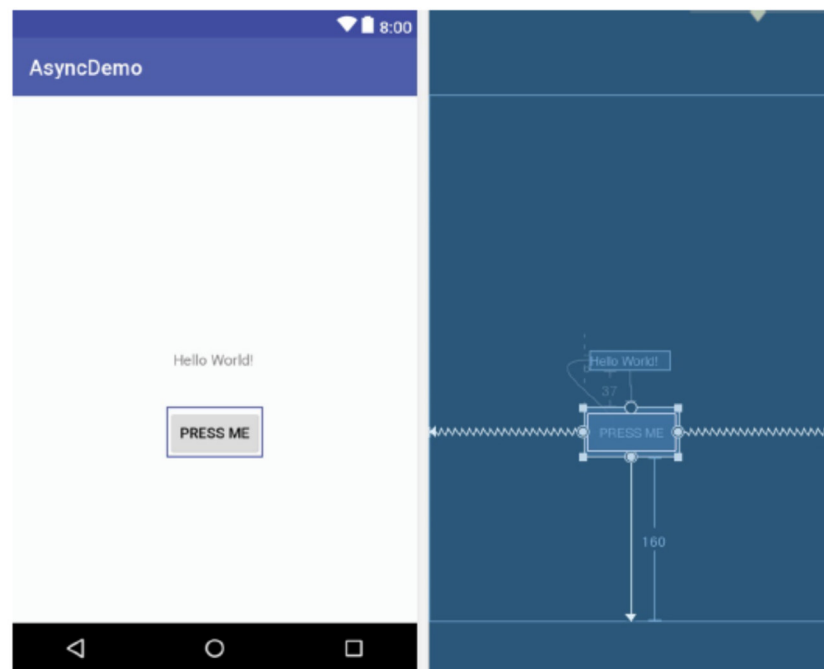 8:00
AsyncDemo
Hello World!
PRESS ME
Hello World!
37
PRESS ME
160